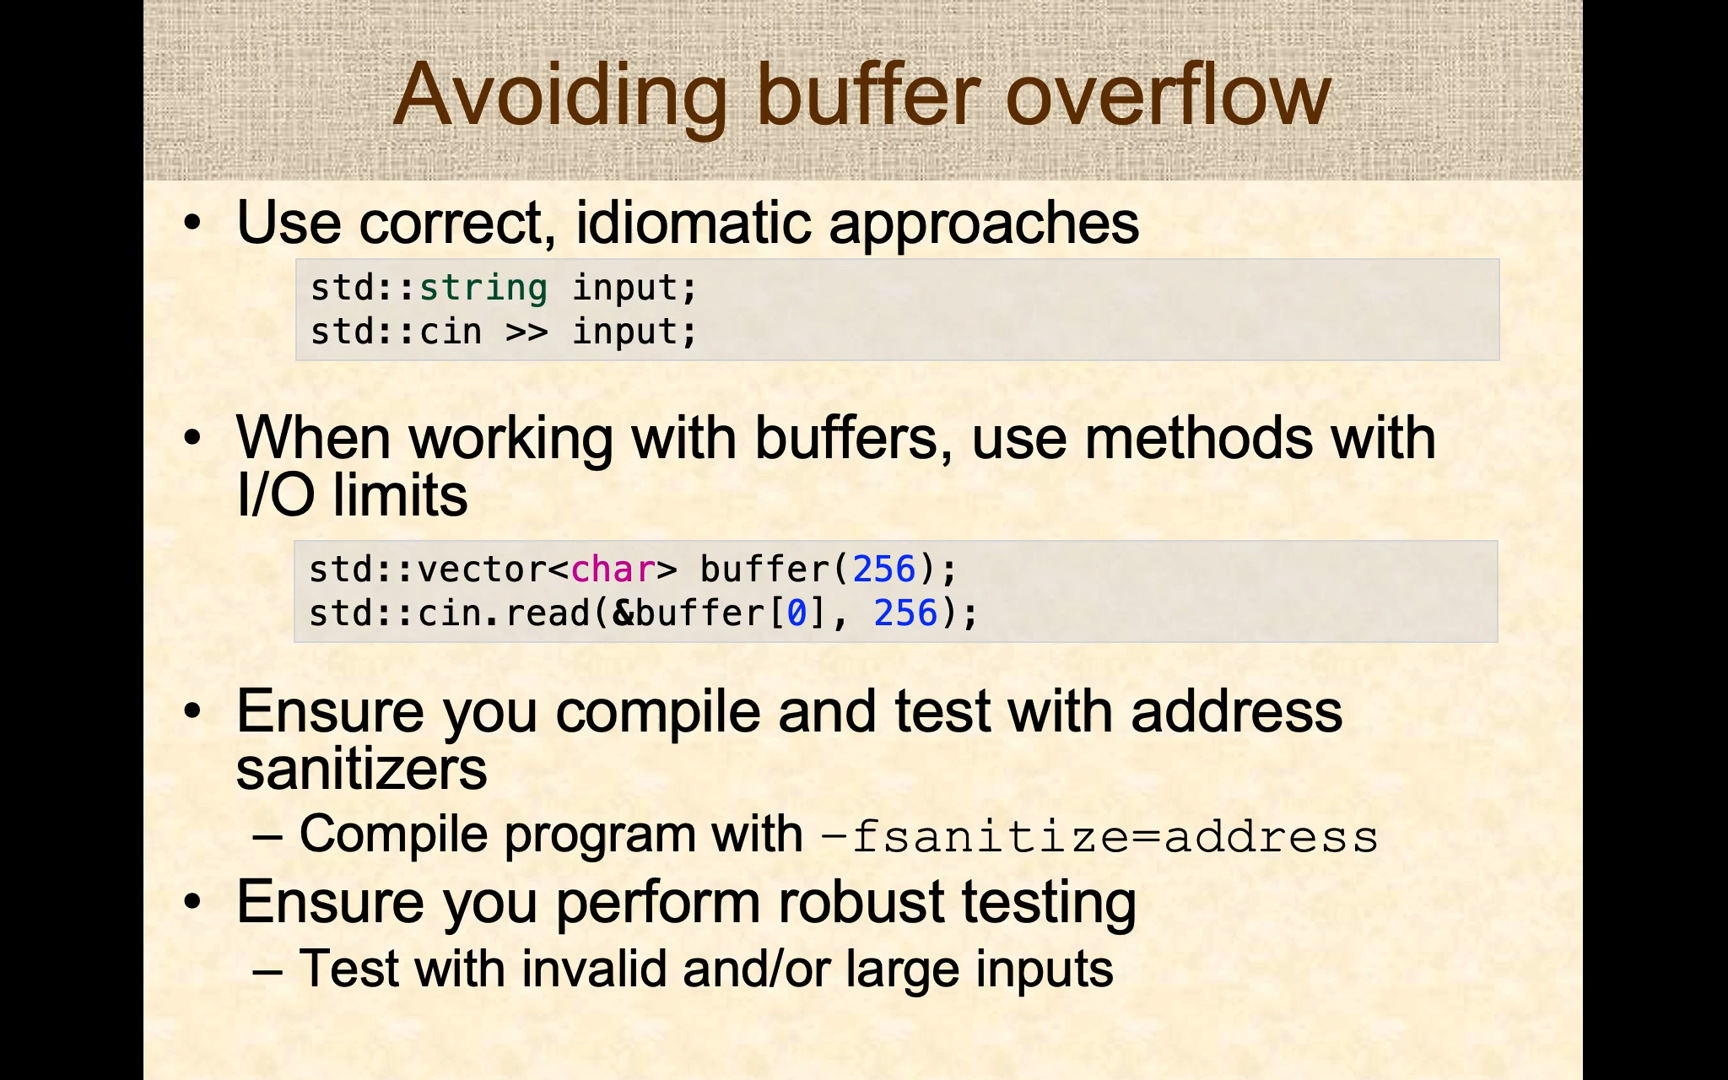 Avoiding buffer overflow
• Use correct, idiomatic approaches
std::string input;
std::cin >> input;
• When working with buffers, use methods with
I/O limits
std::vector<char> buffer(256);
std::cin.read(&buffer[0], 256);
• Ensure you compile and test with address
sanitizers
– Compile program with -fsanitize=address
• Ensure you perform robust testing
– Test with invalid and/or large inputs